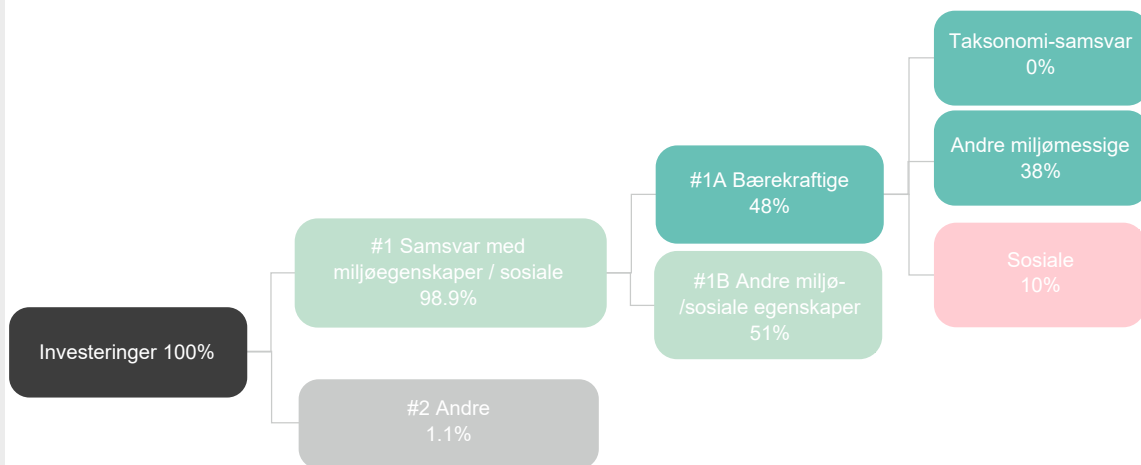 Investeringer 100%
#1 Samsvar med
miljøegenskaper / sosiale
98.9%
#2 Andre
1.1%
#1A Bærekraftige
48%
#1B Andre miljø-
/sosiale egenskaper
51%
Taksonomi-samsvar
0%
Andre miljømessige
38%
Sosiale
10%